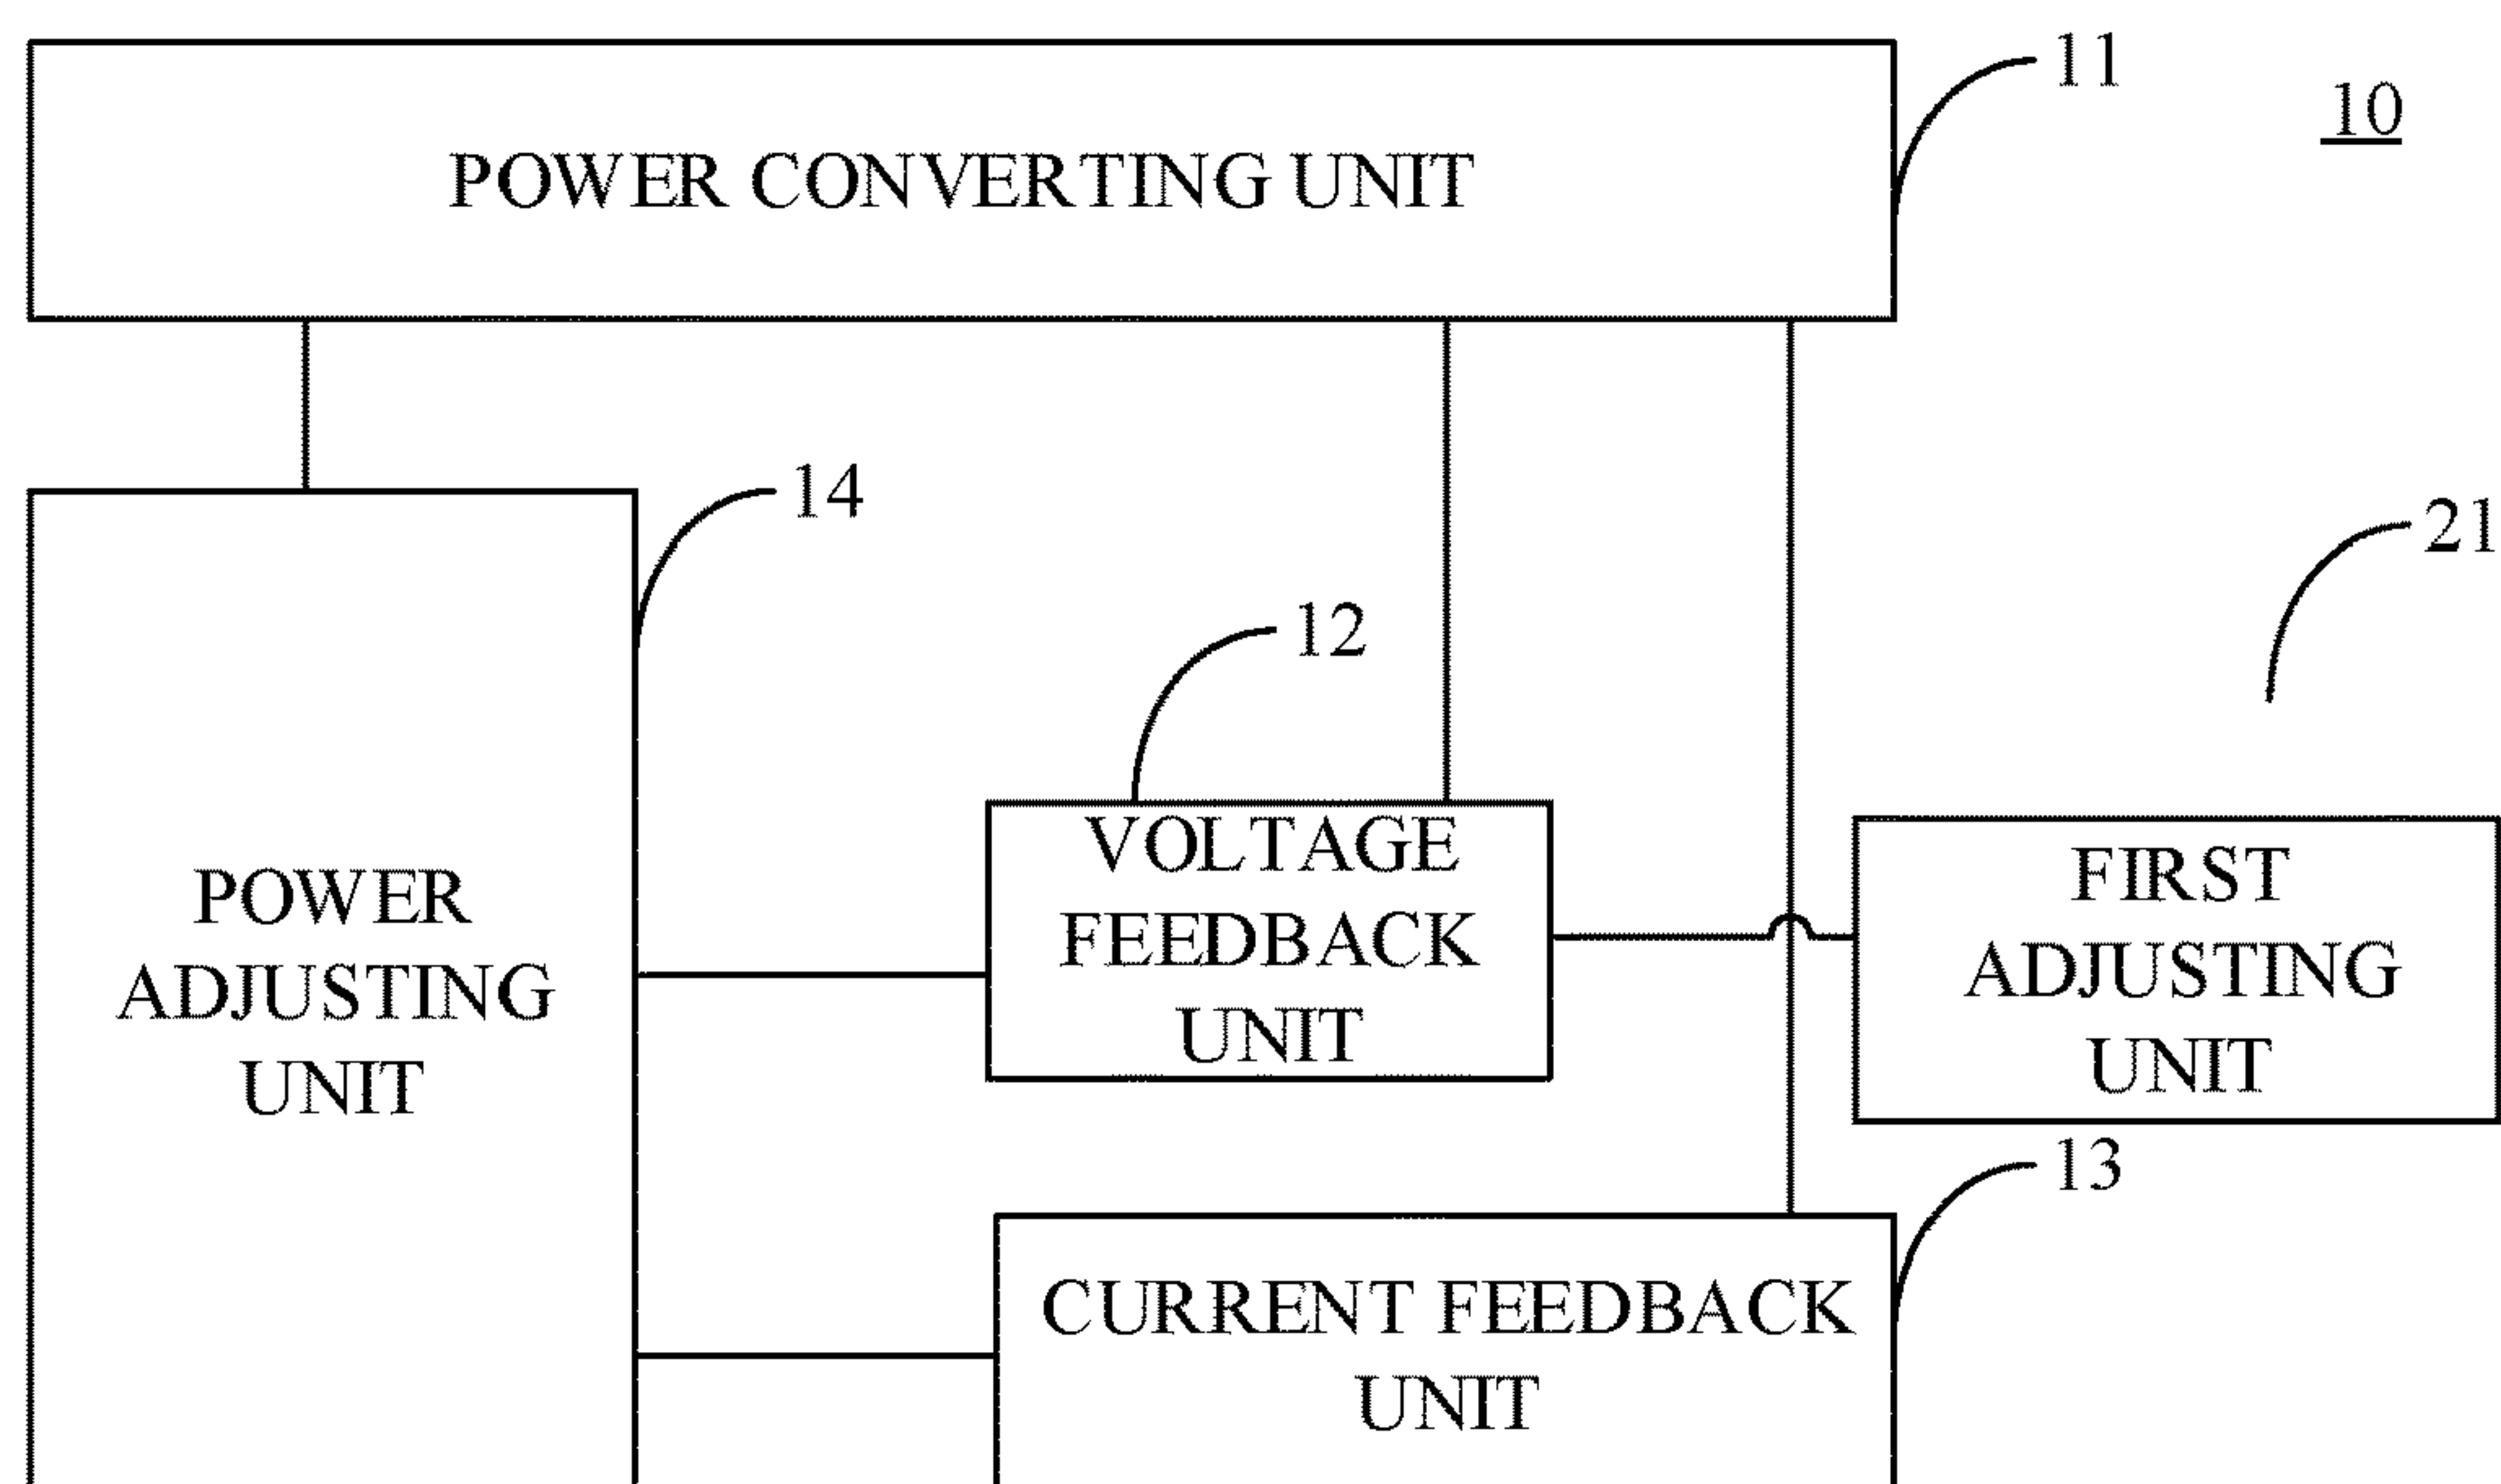 11
10
POWER CONVERTING UNIT
14
21
12
VOLTAGE
FEEDBACK
UNIT
FIRST
ADJUSTING
UNIT
POWER
ADJUSTING
UNIT
13
CURRENT FEEDBACK
UNIT